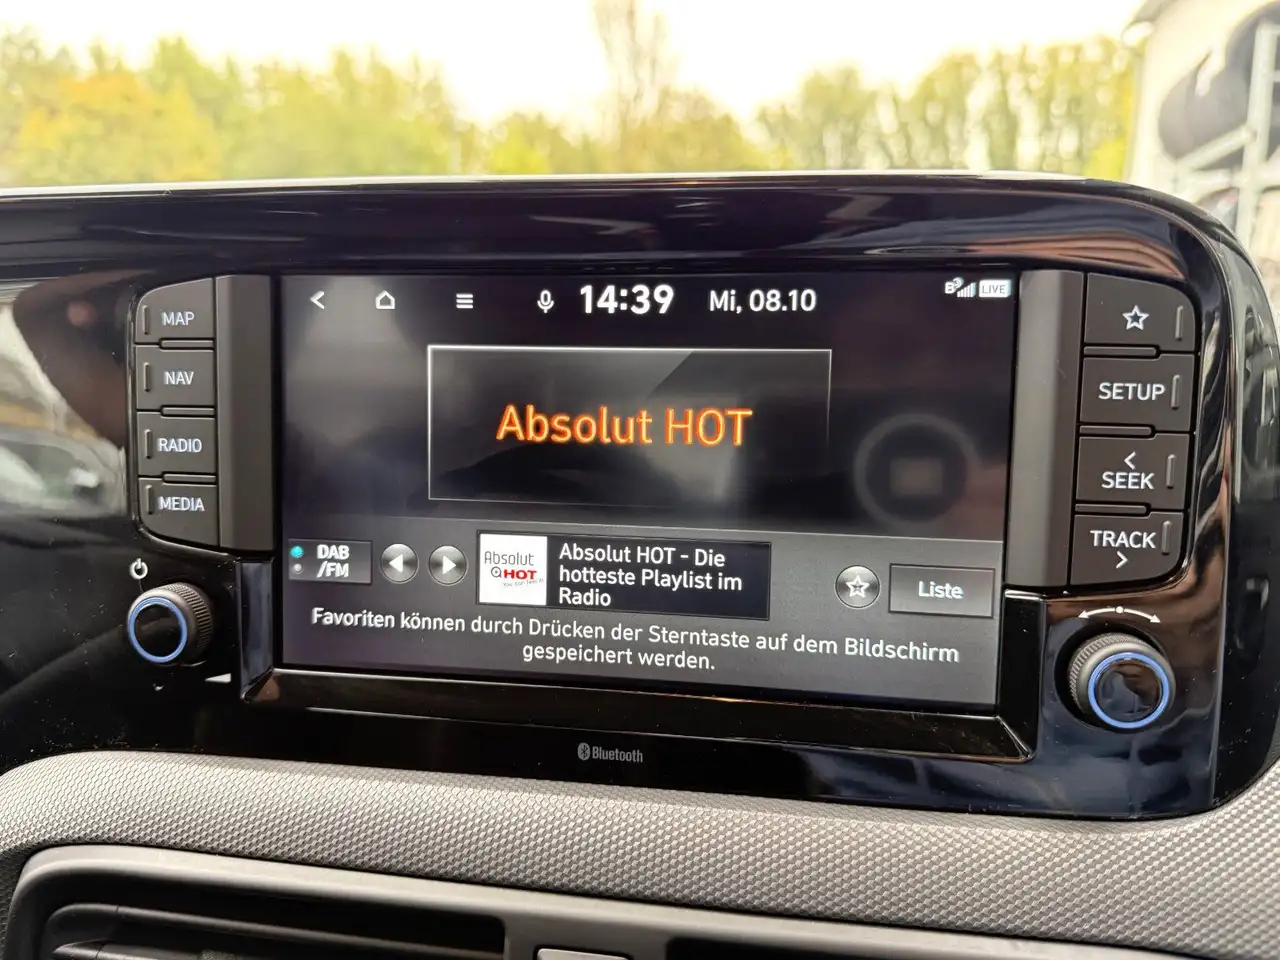 14:39 Mi, 08.10
LIVE
MAP
NAV
RADIO
MEDIA
Absolut HOT
DAB
/FM
Absolut
HOT
Absolut HOT - Die
hotteste Playlist im
Radio
Liste
Favoriten können durch Drücken der Sterntaste auf dem Bildschirm
gespeichert werden.
SETUP
<
SEEK
TRACK
>
Bluetooth